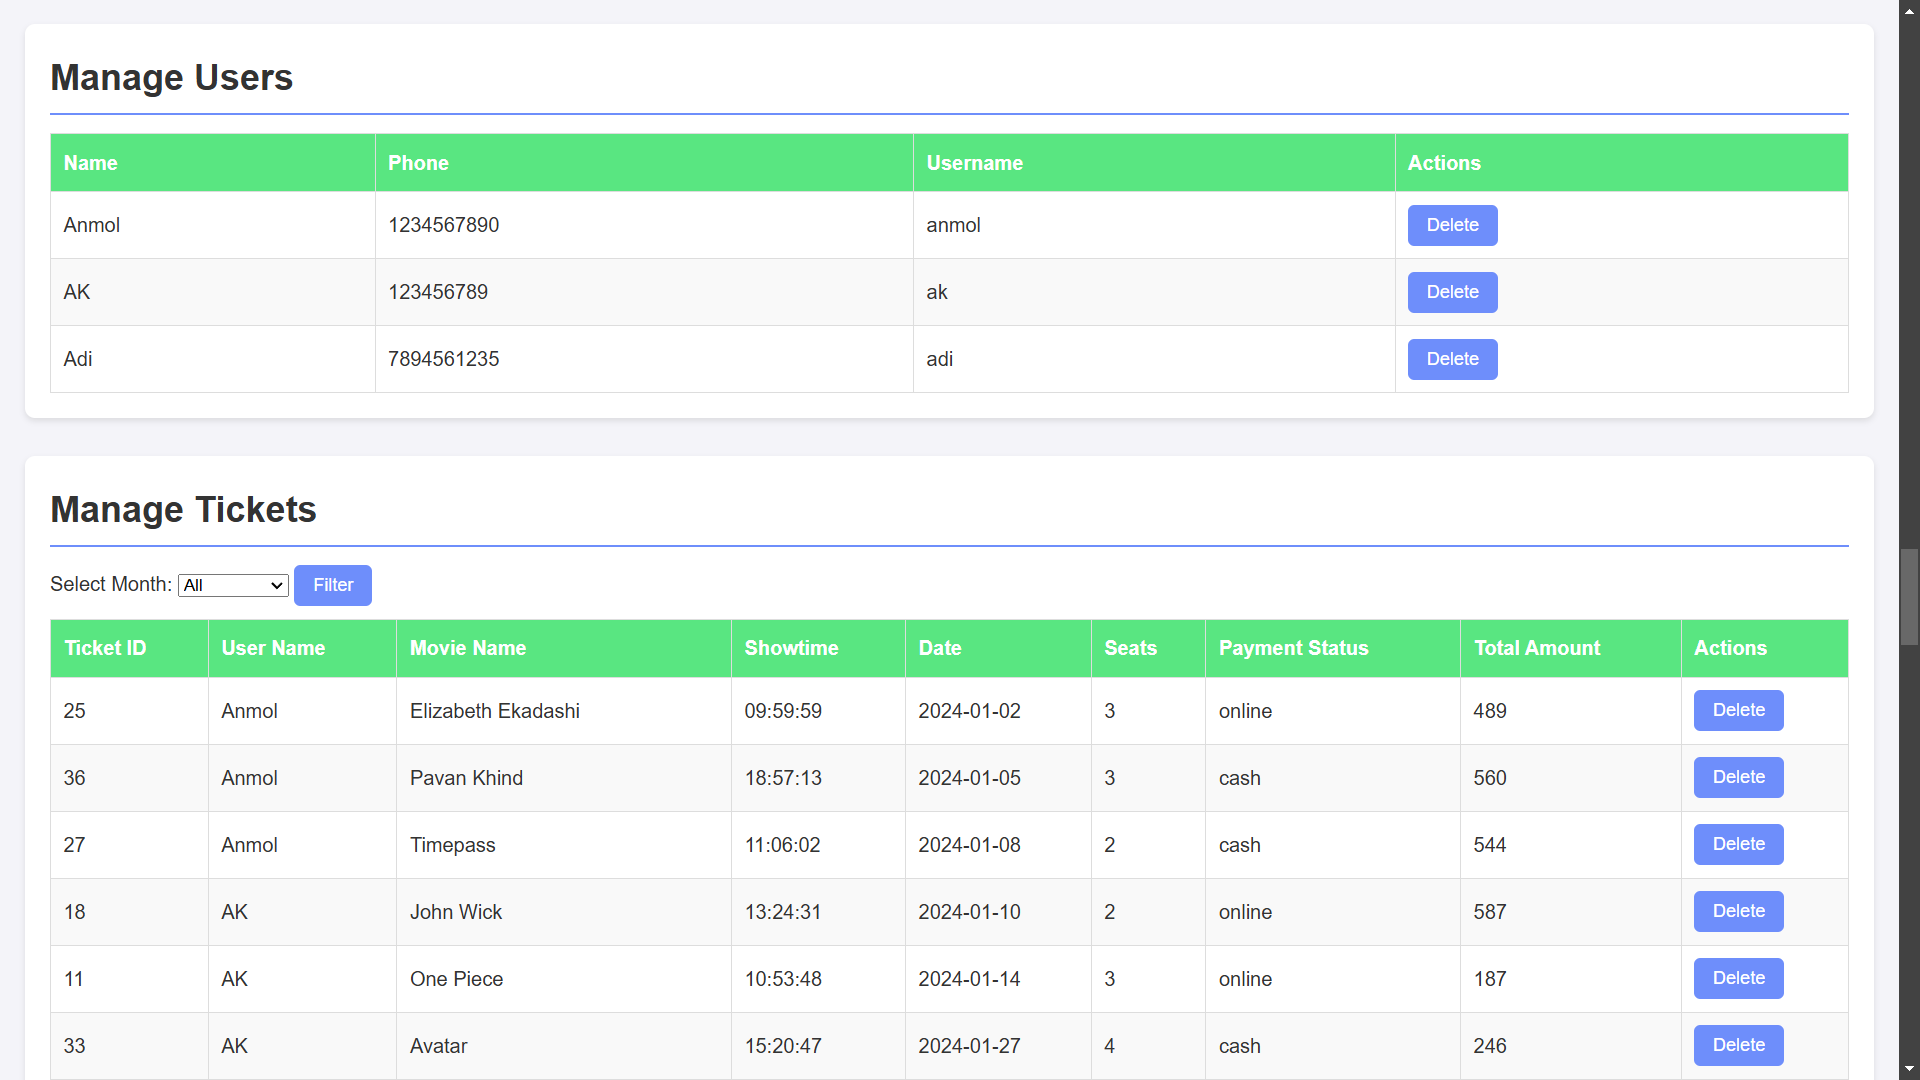 Manage Users
Name Phone Username Actions
Anmol 1234567890 anmol Delete
AK 123456789 ak Delete
Adi 7894561235 adi Delete
Manage Tickets
Select Month: All Filter
Ticket ID User Name Movie Name Showtime Date Seats Payment Status Total Amount Actions
25 Anmol Elizabeth Ekadashi 09:59:59 2024-01-02 3 online 489 Delete
36 Anmol Pavan Khind 18:57:13 2024-01-05 3 cash 560 Delete
27 Anmol Timepass 11:06:02 2024-01-08 2 cash 544 Delete
18 AK John Wick 13:24:31 2024-01-10 2 online 587 Delete
11 AK One Piece 10:53:48 2024-01-14 3 online 187 Delete
33 AK Avatar 15:20:47 2024-01-27 4 cash 246 Delete